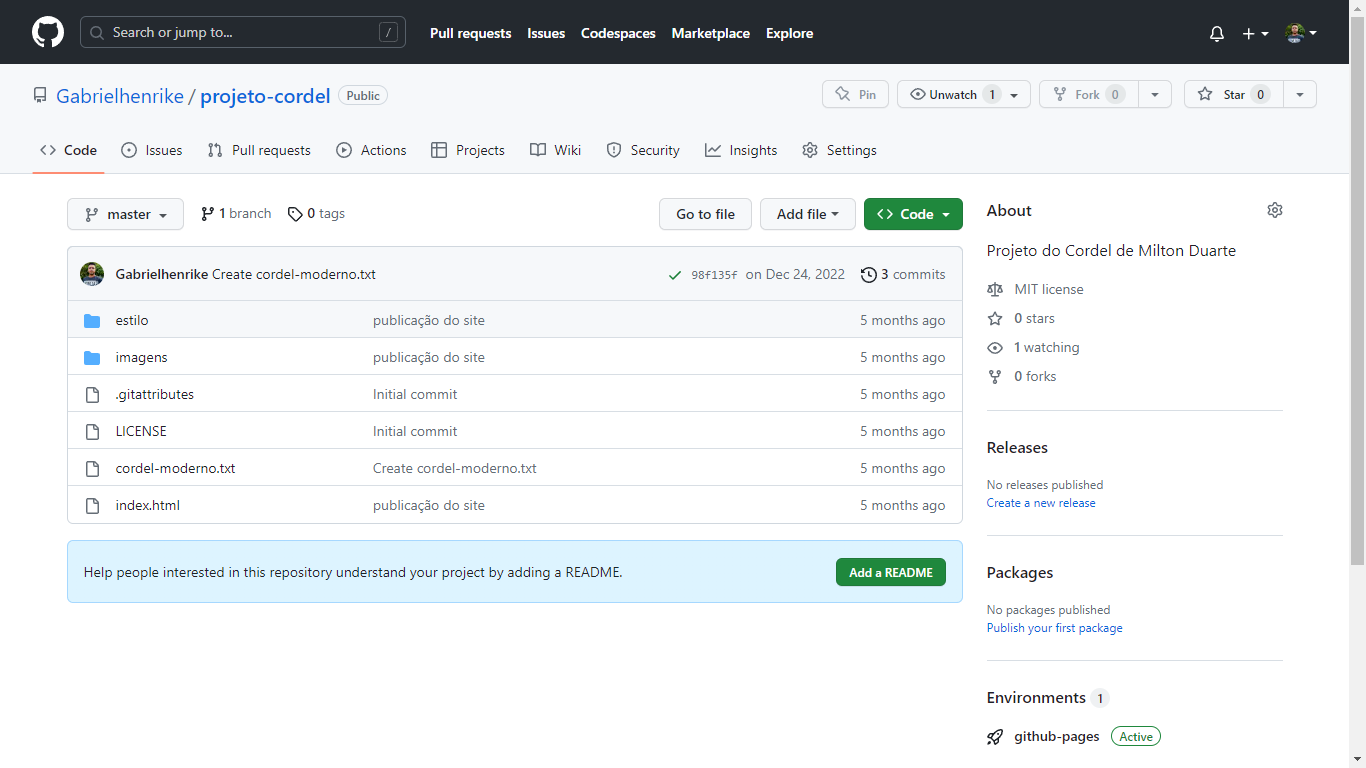 Search or jump to... /
Pull requests Issues Codespaces Marketplace Explore
Gabrielhenrike / projeto-cordel Public
Pin Unwatch 1 Fork 0 Star 0
Code Issues Pull requests Actions Projects Wiki Security Insights Settings
master 1 branch 0 tags Go to file Add file Code
Gabrielhenrike Create cordel-moderno.txt 98f135f on Dec 24, 2022 3 commits
estilo publicação do site 5 months ago
imagens publicação do site 5 months ago
.gitattributes Initial commit 5 months ago
LICENSE Initial commit 5 months ago
cordel-moderno.txt Create cordel-moderno.txt 5 months ago
index.html publicação do site 5 months ago
Help people interested in this repository understand your project by adding a README. Add a README
About
Projeto do Cordel de Milton Duarte
MIT license
0 stars
1 watching
0 forks
Releases
No releases published
Create a new release
Packages
No packages published
Publish your first package
Environments 1
github-pages Active